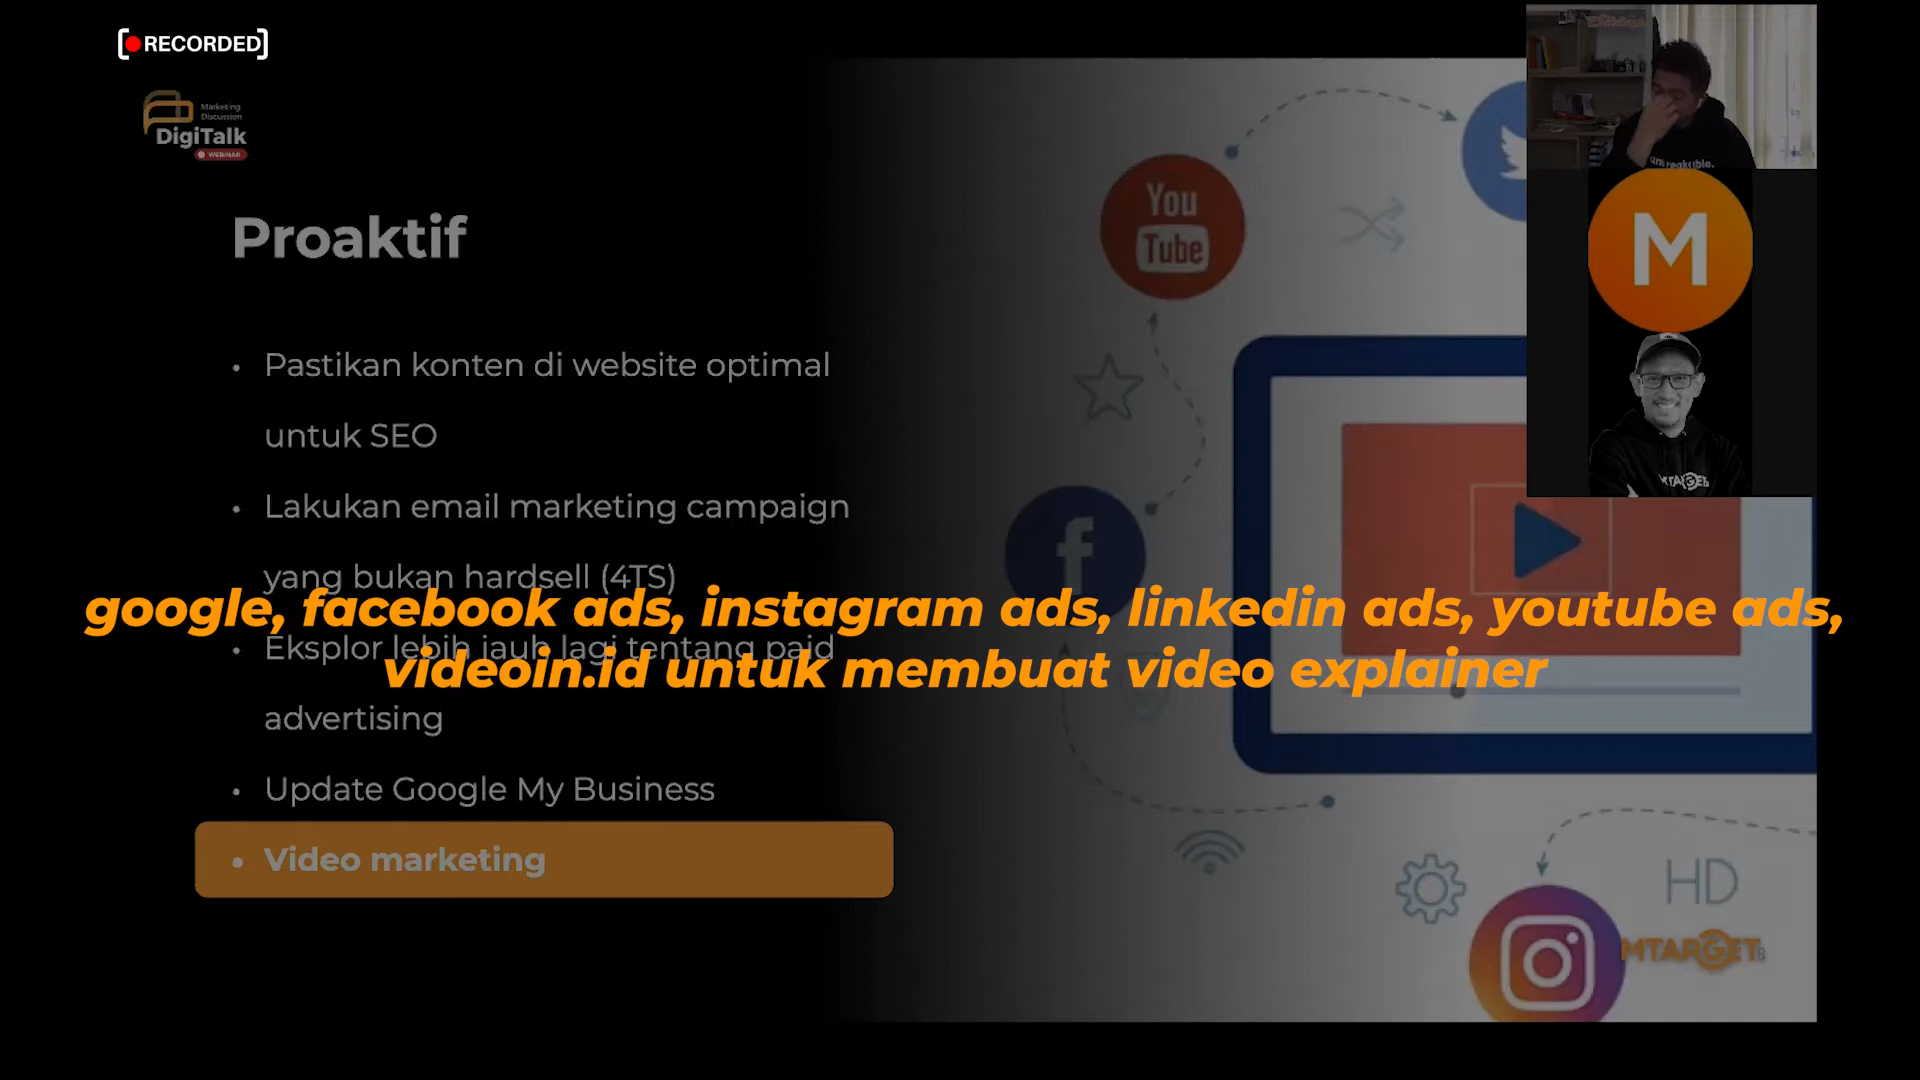 RECORDED
Marketing
Discussion
DigiTalk
WEBINAR
Proaktif
• Pastikan konten di website optimal
untuk SEO
• Lakukan email marketing campaign
yang bukan hardsell (4TS)
• Eksplor lebih jauh lagi tentang paid
advertising
• Update Google My Business
• Video marketing
google, facebook ads, instagram ads, linkedin ads, youtube ads,
videoin.id untuk membuat video explainer
You
Tube
f
M
MTARGET
HD
MTARGET